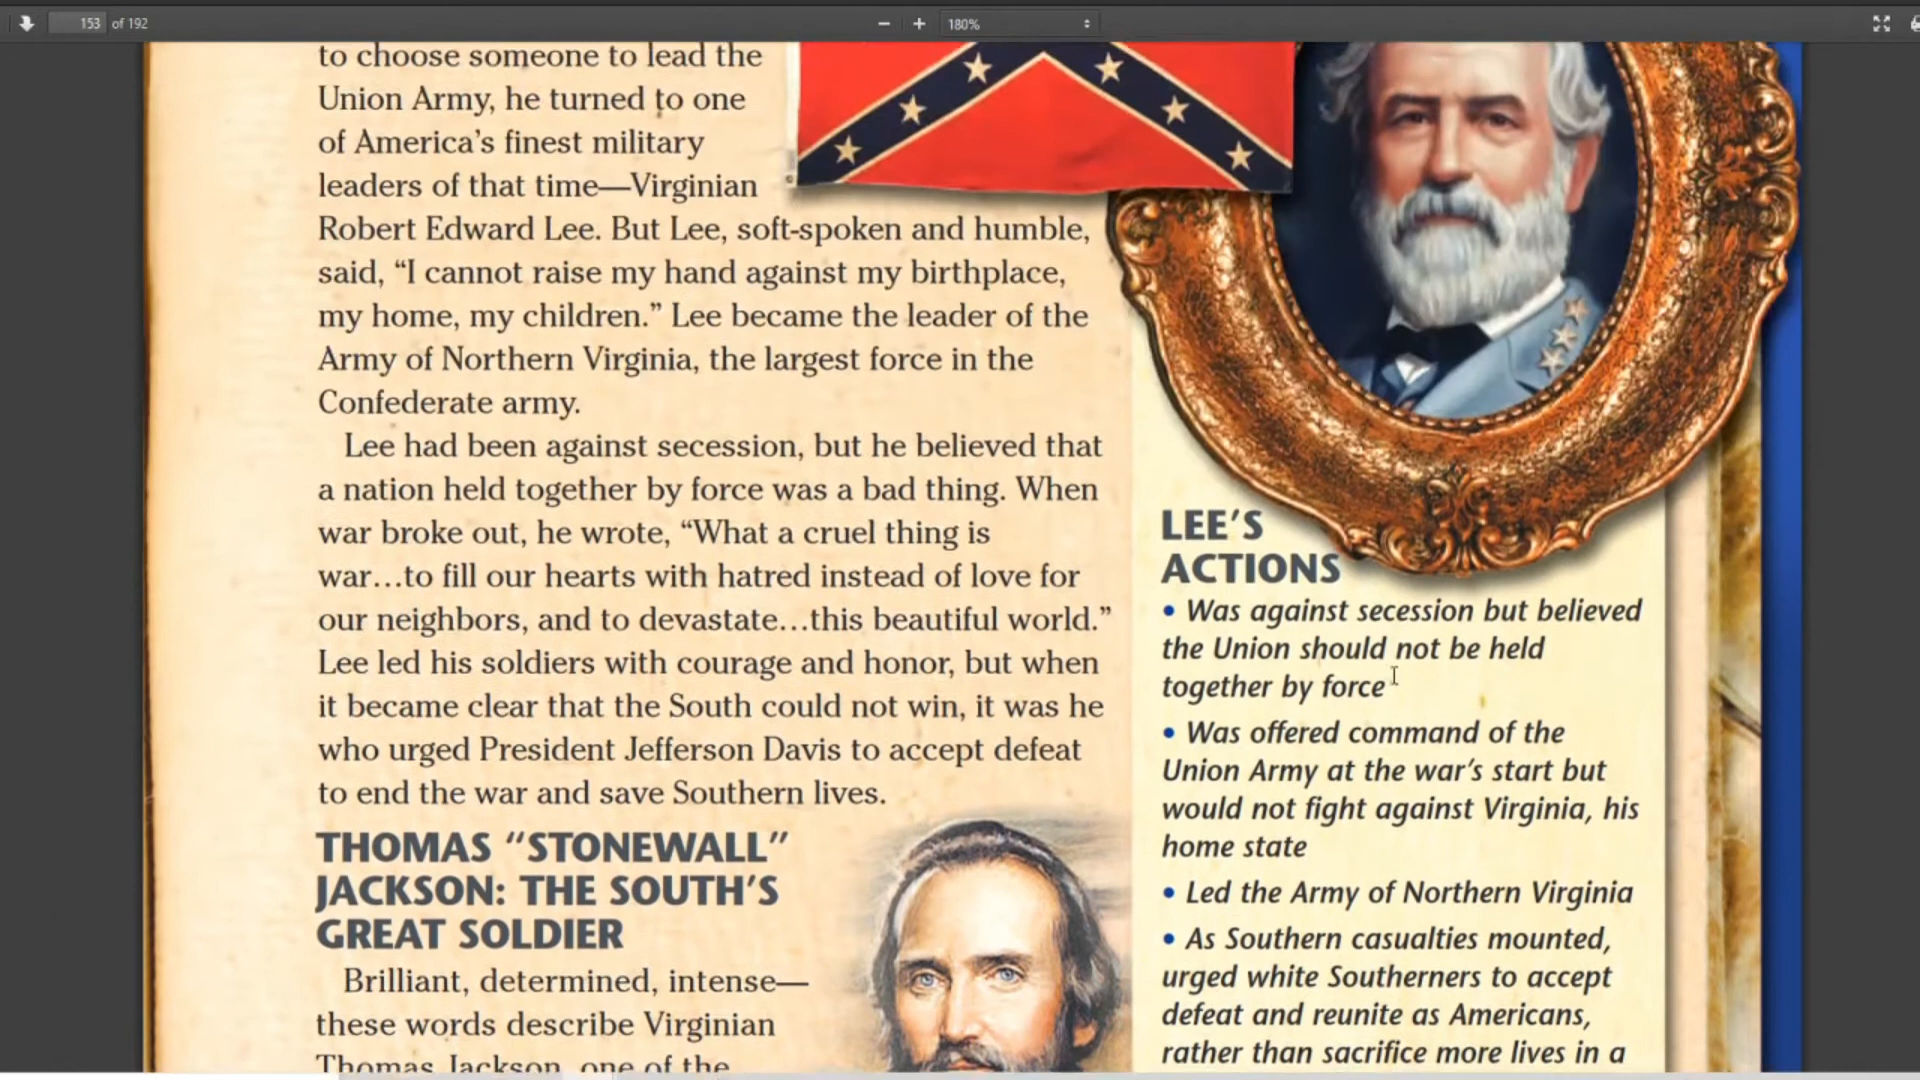 153 of 192
180%
to choose someone to lead the
Union Army, he turned to one
of America's finest military
leaders of that time—Virginian
Robert Edward Lee. But Lee, soft-spoken and humble,
said, “I cannot raise my hand against my birthplace,
my home, my children.” Lee became the leader of the
Army of Northern Virginia, the largest force in the
Confederate army.
Lee had been against secession, but he believed that
a nation held together by force was a bad thing. When
war broke out, he wrote, “What a cruel thing is
war…to fill our hearts with hatred instead of love for
our neighbors, and to devastate…this beautiful world.”
Lee led his soldiers with courage and honor, but when
it became clear that the South could not win, it was he
who urged President Jefferson Davis to accept defeat
to end the war and save Southern lives.
THOMAS “STONEWALL”
JACKSON: THE SOUTH'S
GREAT SOLDIER
Brilliant, determined, intense—
these words describe Virginian
Thomas Jackson, one of the
LEE'S
ACTIONS
• Was against secession but believed
the Union should not be held
together by force
• Was offered command of the
Union Army at the war's start but
would not fight against Virginia, his
home state
• Led the Army of Northern Virginia
• As Southern casualties mounted,
urged white Southerners to accept
defeat and reunite as Americans,
rather than sacrifice more lives in a